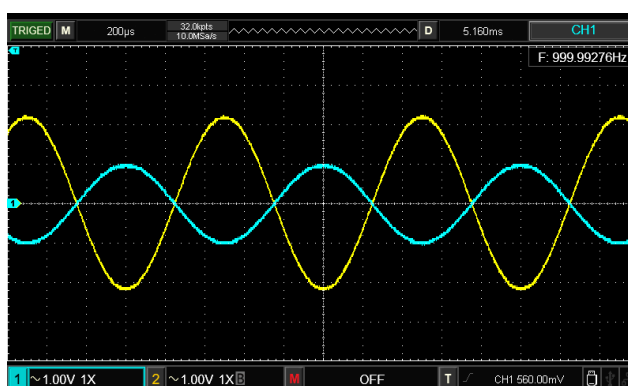 TRIGED M 200μs 32.0kpts 10.0MSa/s D 5.160ms CH1
T
F: 999.99276Hz
1
1 ~1.00V 1X 2 ~1.00V 1X B M OFF T CH1 560.00mV